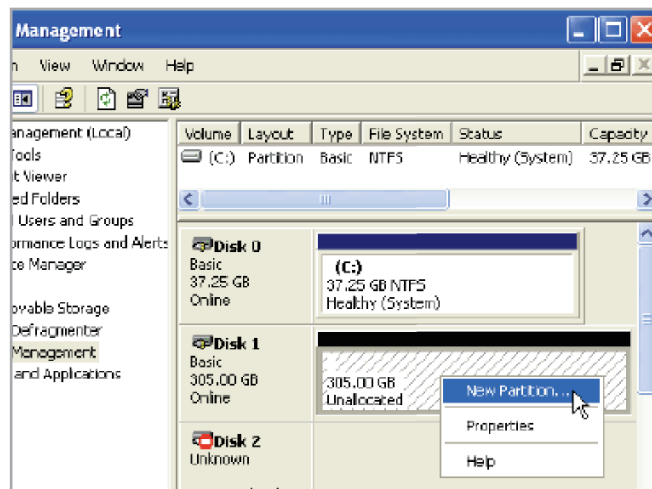 Management
n View Window Help
anagement (Local)
Tools
t Viewer
ed Folders
l Users and Groups
ormance Logs and Alerts
ce Manager
ovable Storage
Defragmenter
Management
and Applications
Volume Layout Type File System Status Capacity
(C:) Partition Basic NTFS Healthy (System) 37.25 GB
Disk 0
Basic
37.25 GB
Online
(C:)
37.25 GB NTFS
Healthy (System)
Disk 1
Basic
305.00 GB
Online
305.00 GB
Unallocated
New Partition...
Properties
Help
Disk 2
Unknown